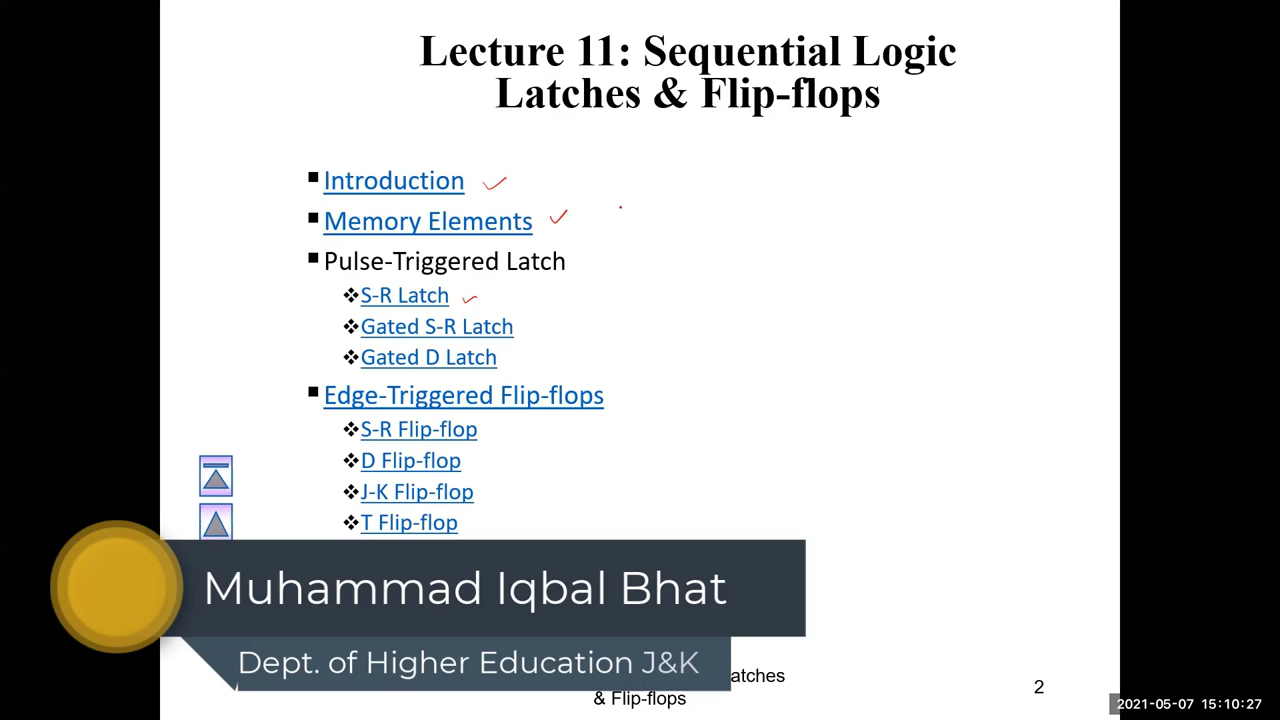 Lecture 11: Sequential Logic
Latches & Flip-flops
Introduction
Memory Elements
Pulse-Triggered Latch
S-R Latch
Gated S-R Latch
Gated D Latch
Edge-Triggered Flip-flops
S-R Flip-flop
D Flip-flop
J-K Flip-flop
T Flip-flop
Muhammad Iqbal Bhat
Dept. of Higher Education J&K
atches
& Flip-flops
2
2021-05-07 15:10:27